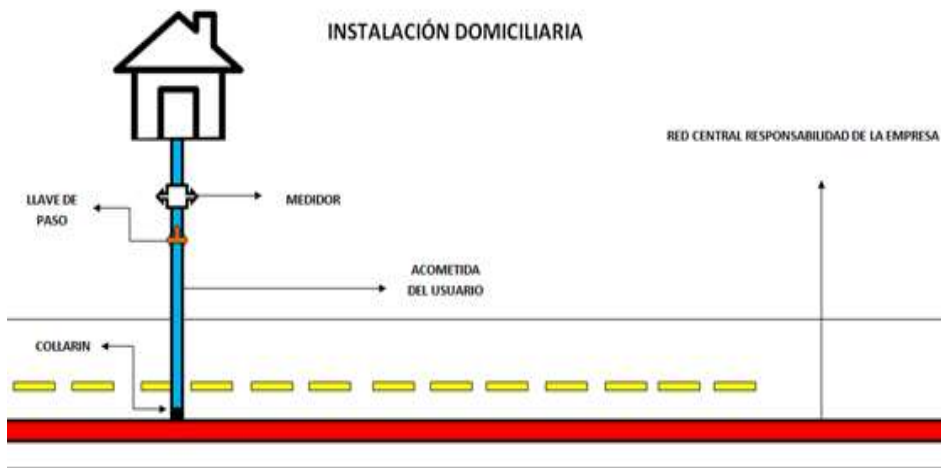 INSTALACIÓN DOMICILIARIA
RED CENTRAL RESPONSABILIDAD DE LA EMPRESA
LLAVE DE
PASO
MEDIDOR
ACOMETIDA
DEL USUARIO
COLLARIN